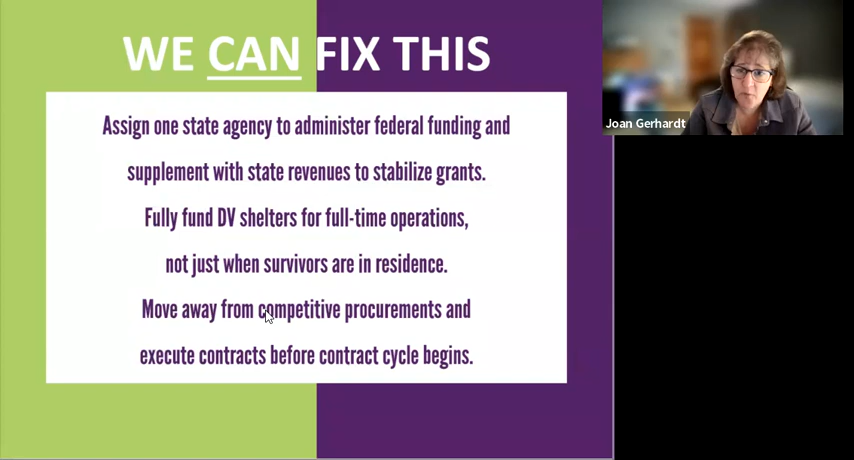 WE CAN FIX THIS
Assign one state agency to administer federal funding and
supplement with state revenues to stabilize grants.
Fully fund DV shelters for full-time operations,
not just when survivors are in residence.
Move away from competitive procurements and
execute contracts before contract cycle begins.
Joan Gerhardt